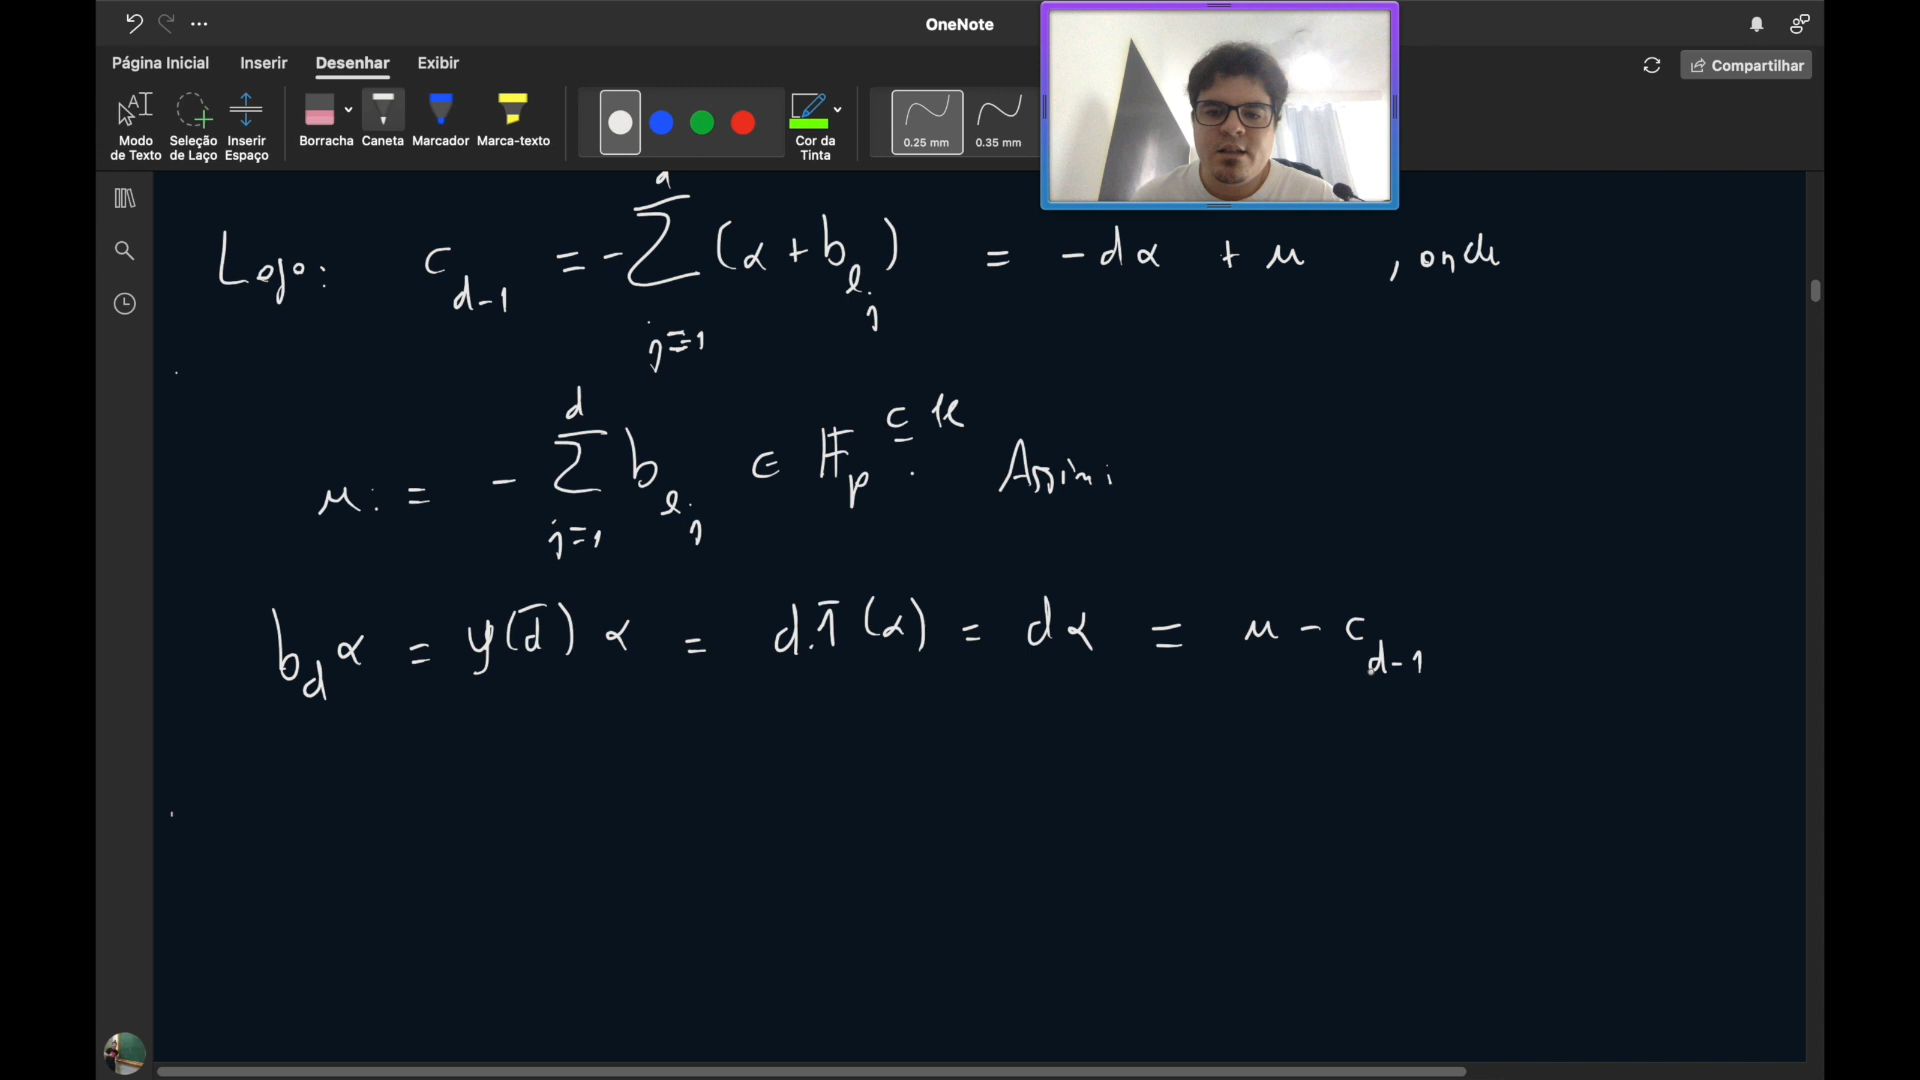 OneNote
Página Inicial Inserir Desenhar Exibir
Compartilhar
Modo de Texto
Seleção de Laço
Inserir Espaço
Borracha
Caneta
Marcador
Marca-texto
Cor da Tinta
0.25 mm
0.35 mm
Logo: c_{d-1} = -∑_{j=1}^{d} (α + b_{l_j}) = -dα + u , onde
u := - ∑_{j=1}^{d} b_{l_j} ∈ 𝔽_p ⊆ K. Assim:
b_d α = φ(d̄) α = d.1̄(α) = dα = u - c_{d-1}